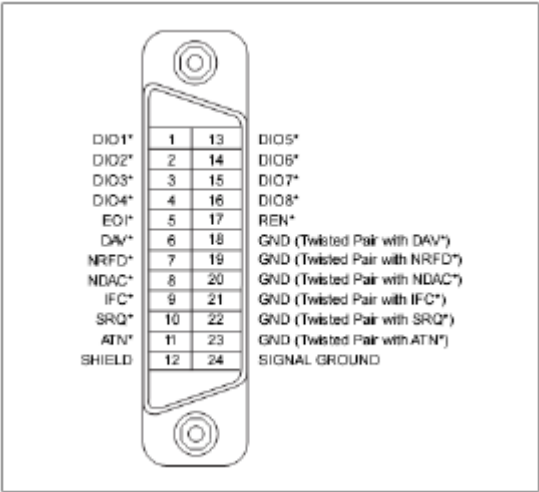 DIO1* 1 13 DIO5*
DIO2* 2 14 DIO6*
DIO3* 3 15 DIO7*
DIO4* 4 16 DIO8*
EOI* 5 17 REN*
DAV* 6 18 GND (Twisted Pair with DAV*)
NRFD* 7 19 GND (Twisted Pair with NRFD*)
NDAC* 8 20 GND (Twisted Pair with NDAC*)
IFC* 9 21 GND (Twisted Pair with IFC*)
SRQ* 10 22 GND (Twisted Pair with SRQ*)
ATN* 11 23 GND (Twisted Pair with ATN*)
SHIELD 12 24 SIGNAL GROUND